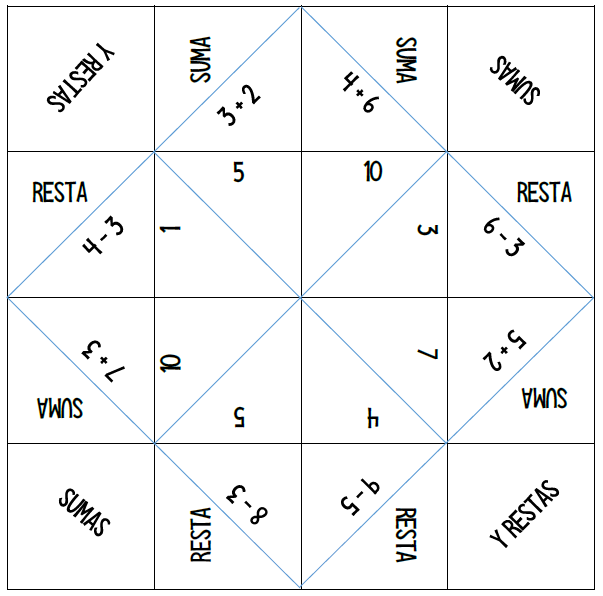 Y RESTAS
SUMA
3+2
4+6
SUMA
SUMAS
RESTA
4-3
5
10
6-3
RESTA
1
3
7+3
SUMA
10
5
7
4
5+2
SUMA
SUMAS
RESTA
8-3
9-5
RESTA
Y RESTAS